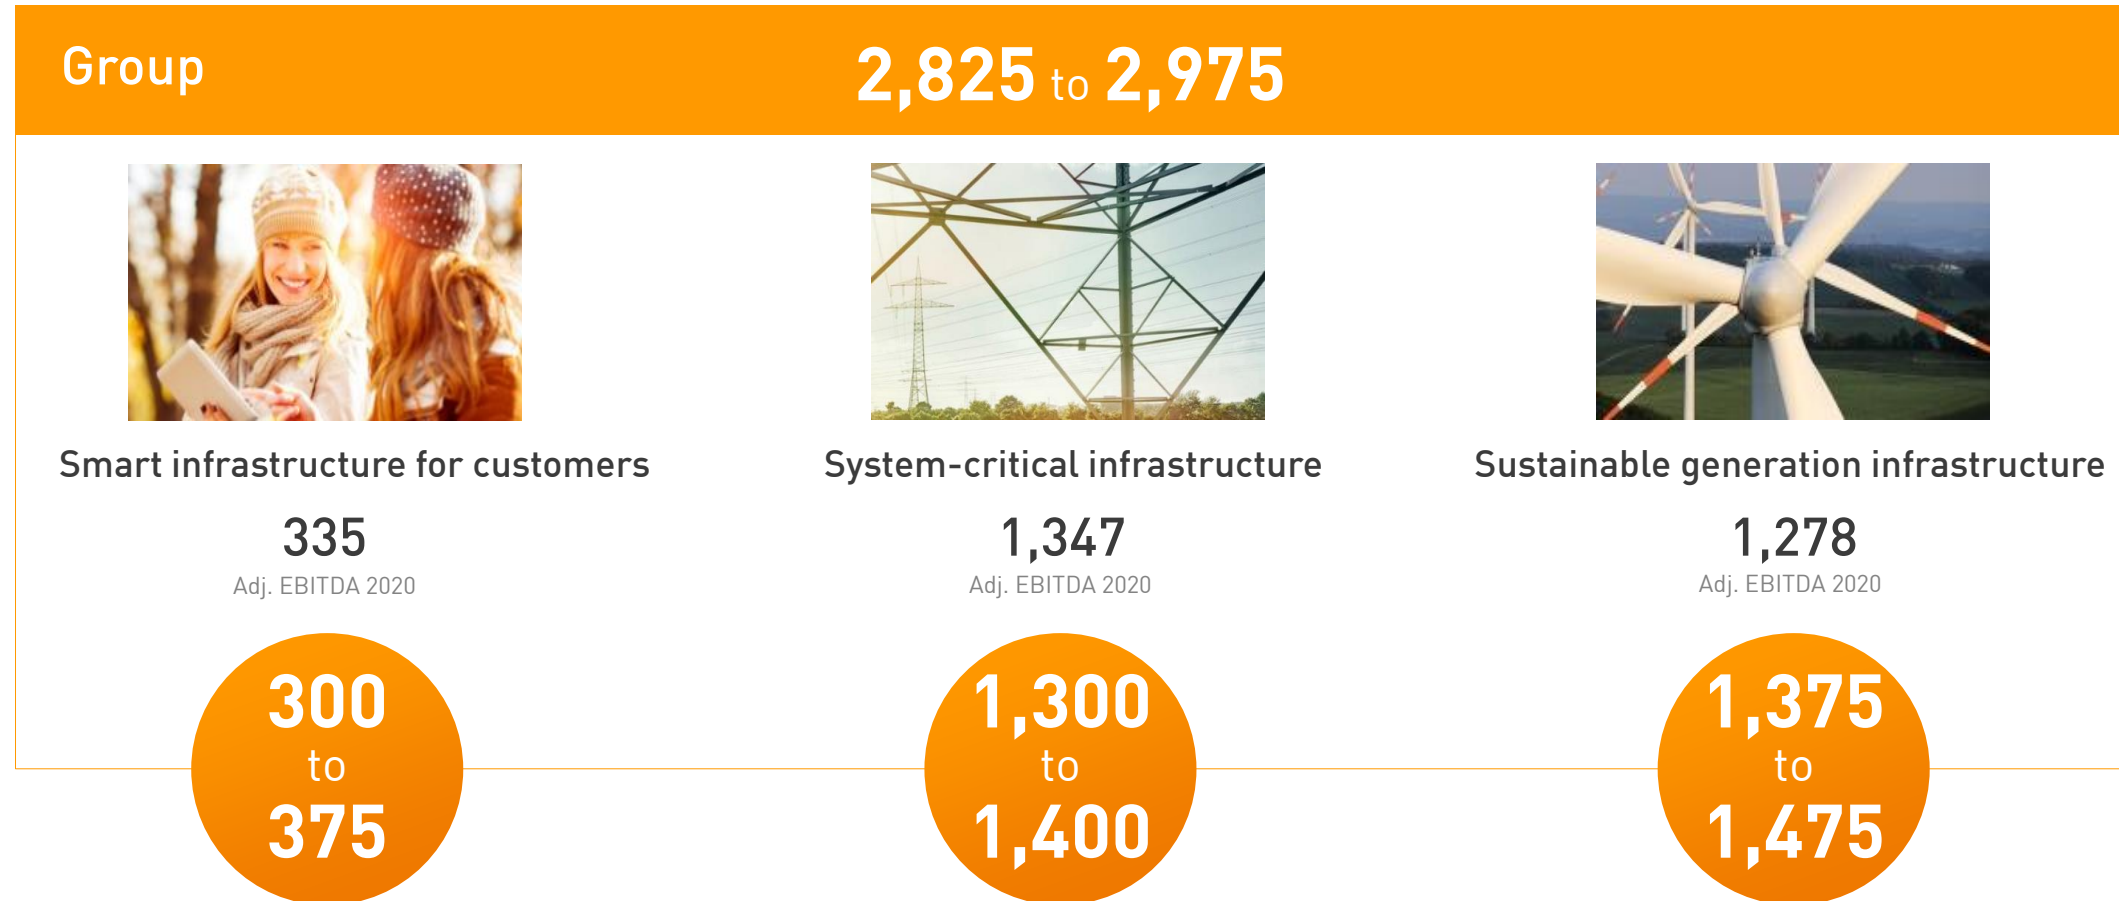 Group
2,825 to 2,975
Smart infrastructure for customers
335
Adj. EBITDA 2020
300
to
375
System-critical infrastructure
1,347
Adj. EBITDA 2020
1,300
to
1,400
Sustainable generation infrastructure
1,278
Adj. EBITDA 2020
1,375
to
1,475